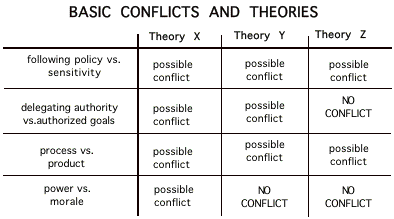 BASIC CONFLICTS AND THEORIES
Theory X Theory Y Theory Z
following policy vs. possible possible possible
sensitivity conflict conflict conflict
delegating authority possible possible NO
vs.authorized goals conflict conflict CONFLICT
process vs. possible possible possible
product conflict conflict conflict
power vs. possible NO NO
morale conflict CONFLICT CONFLICT